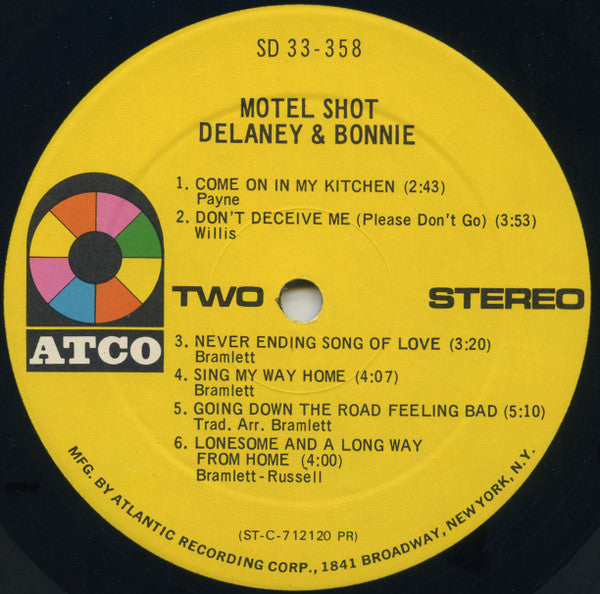 SD 33-358
MOTEL SHOT
DELANEY & BONNIE
1. COME ON IN MY KITCHEN (2:43)
Payne
2. DON'T DECEIVE ME (Please Don't Go) (3:53)
Willis
TWO
STEREO
ATCO
3. NEVER ENDING SONG OF LOVE (3:20)
Bramlett
4. SING MY WAY HOME (4:07)
Bramlett
5. GOING DOWN THE ROAD FEELING BAD (5:10)
Trad. Arr. Bramlett
6. LONESOME AND A LONG WAY
FROM HOME (4:00)
Bramlett-Russell
(ST-C-712120 PR)
MFG. BY ATLANTIC RECORDING CORP., 1841 BROADWAY, NEW YORK, N.Y.